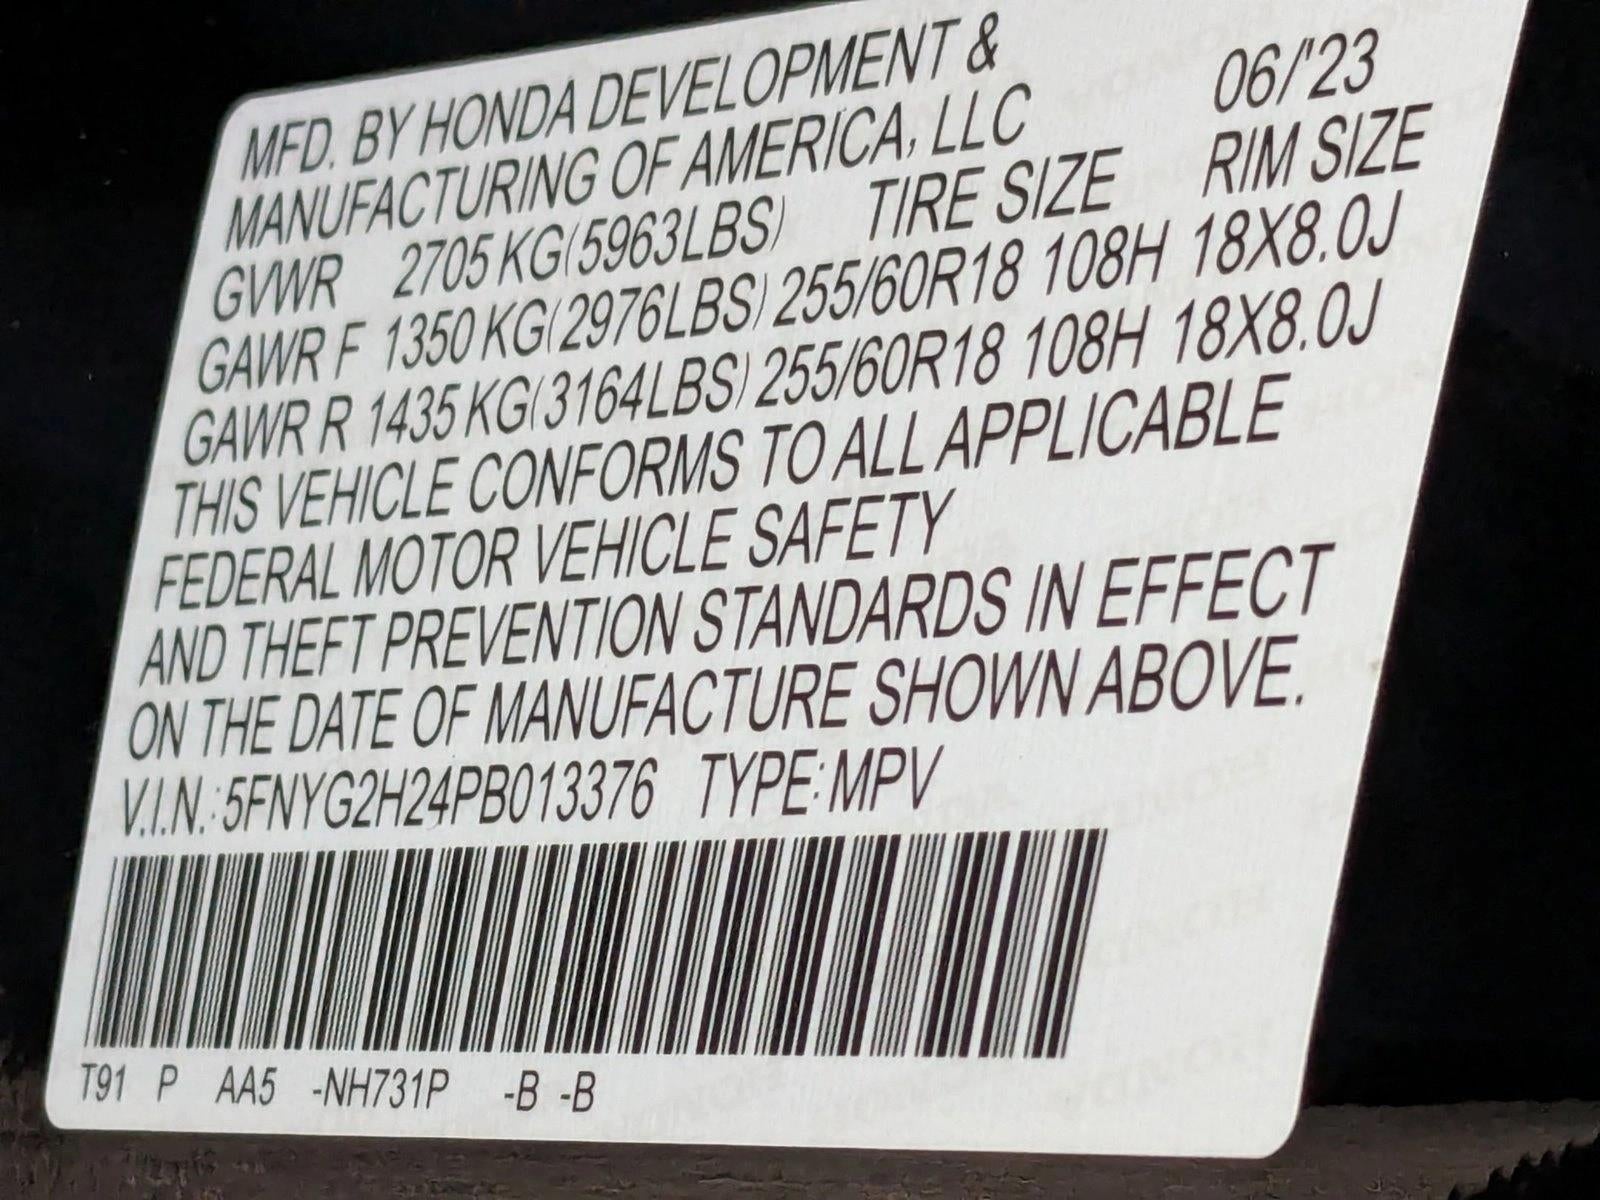 MFD. BY HONDA DEVELOPMENT &
MANUFACTURING OF AMERICA, LLC 06/'23
GVWR 2705 KG(5963LBS) TIRE SIZE RIM SIZE
GAWR F 1350 KG(2976LBS) 255/60R18 108H 18X8.0J
GAWR R 1435 KG(3164LBS) 255/60R18 108H 18X8.0J
THIS VEHICLE CONFORMS TO ALL APPLICABLE
FEDERAL MOTOR VEHICLE SAFETY
AND THEFT PREVENTION STANDARDS IN EFFECT
ON THE DATE OF MANUFACTURE SHOWN ABOVE.
V.I.N.:5FNYG2H24PB013376 TYPE:MPV
T91 P AA5 -NH731P -B -B